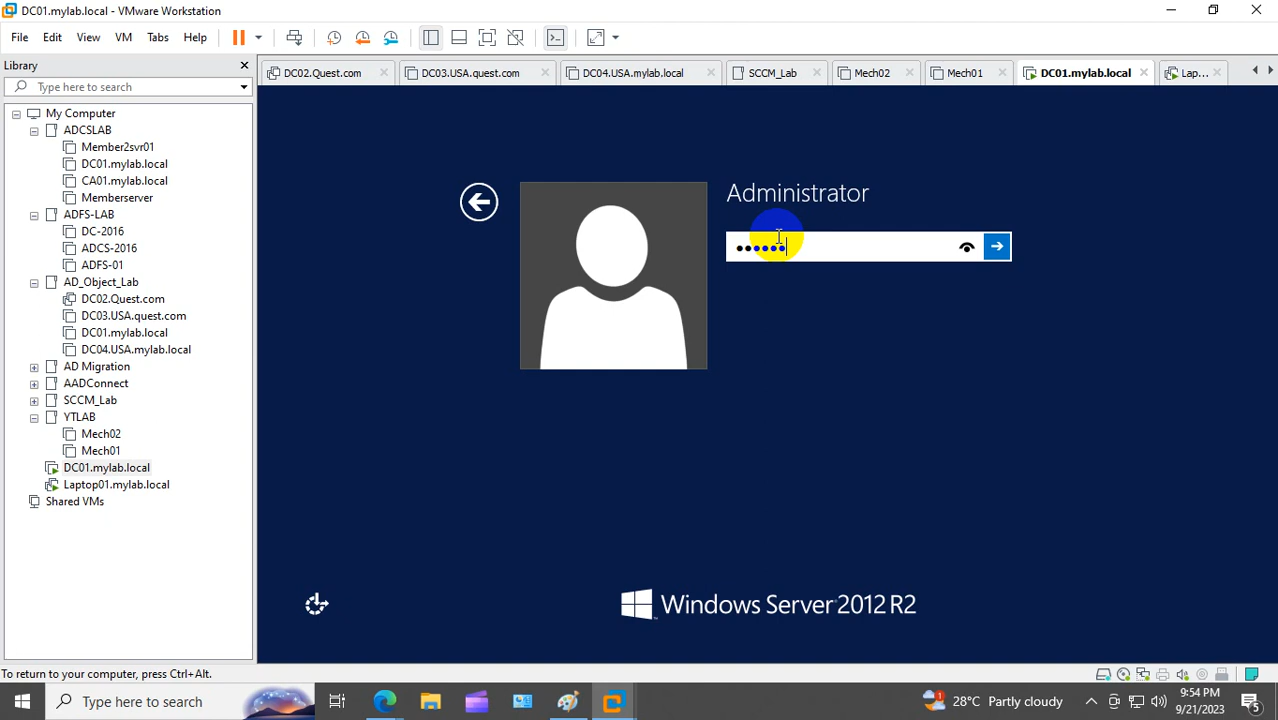 DC01.mylab.local - VMware Workstation
File Edit View VM Tabs Help
Library
Type here to search
My Computer
ADCSLAB
Member2svr01
DC01.mylab.local
CA01.mylab.local
Memberserver
ADFS-LAB
DC-2016
ADCS-2016
ADFS-01
AD_Object_Lab
DC02.Quest.com
DC03.USA.quest.com
DC01.mylab.local
DC04.USA.mylab.local
AD Migration
AADConnect
SCCM_Lab
YTLAB
Mech02
Mech01
DC01.mylab.local
Laptop01.mylab.local
Shared VMs
DC02.Quest.com DC03.USA.quest.com DC04.USA.mylab.local SCCM_Lab Mech02 Mech01 DC01.mylab.local Lap...
Administrator
Windows Server 2012 R2
To return to your computer, press Ctrl+Alt.
Type here to search
1
28°C Partly cloudy
9:54 PM
9/21/2023
5